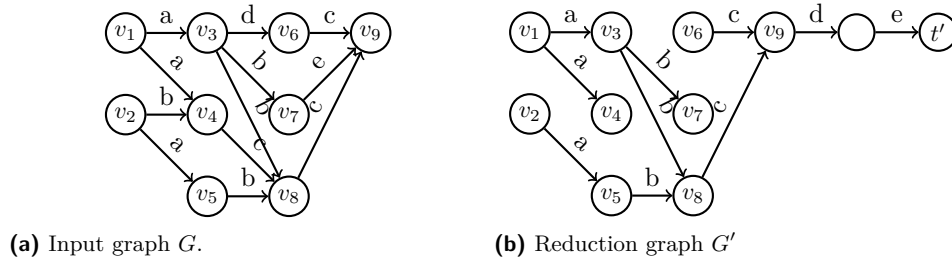 a d c a c d e
v1 v3 v6 v9 v1 v3 v6 v9 t′
a b e a b
b b c b c
v2 v4 v7 v2 v4 v7
a c a
b b
v5 v8 v5 v8
(a) Input graph G. (b) Reduction graph G′